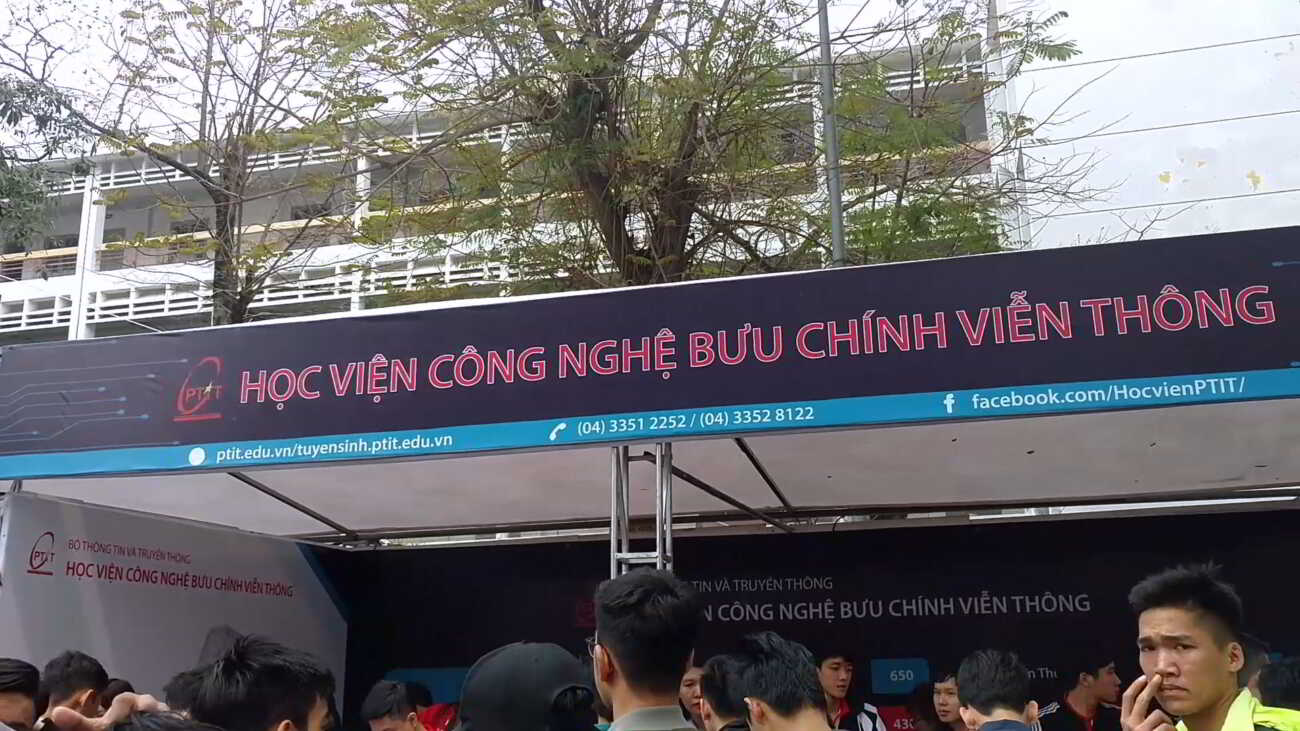 PTIT
HỌC VIỆN CÔNG NGHỆ BƯU CHÍNH VIỄN THÔNG
ptit.edu.vn/tuyensinh.ptit.edu.vn
(04) 3351 2252 / (04) 3352 8122
facebook.com/HocvienPTIT/
PTIT
BỘ THÔNG TIN VÀ TRUYỀN THÔNG
HỌC VIỆN CÔNG NGHỆ BƯU CHÍNH VIỄN THÔNG
TIN VÀ TRUYỀN THÔNG
CÔNG NGHỆ BƯU CHÍNH VIỄN THÔNG
650
430